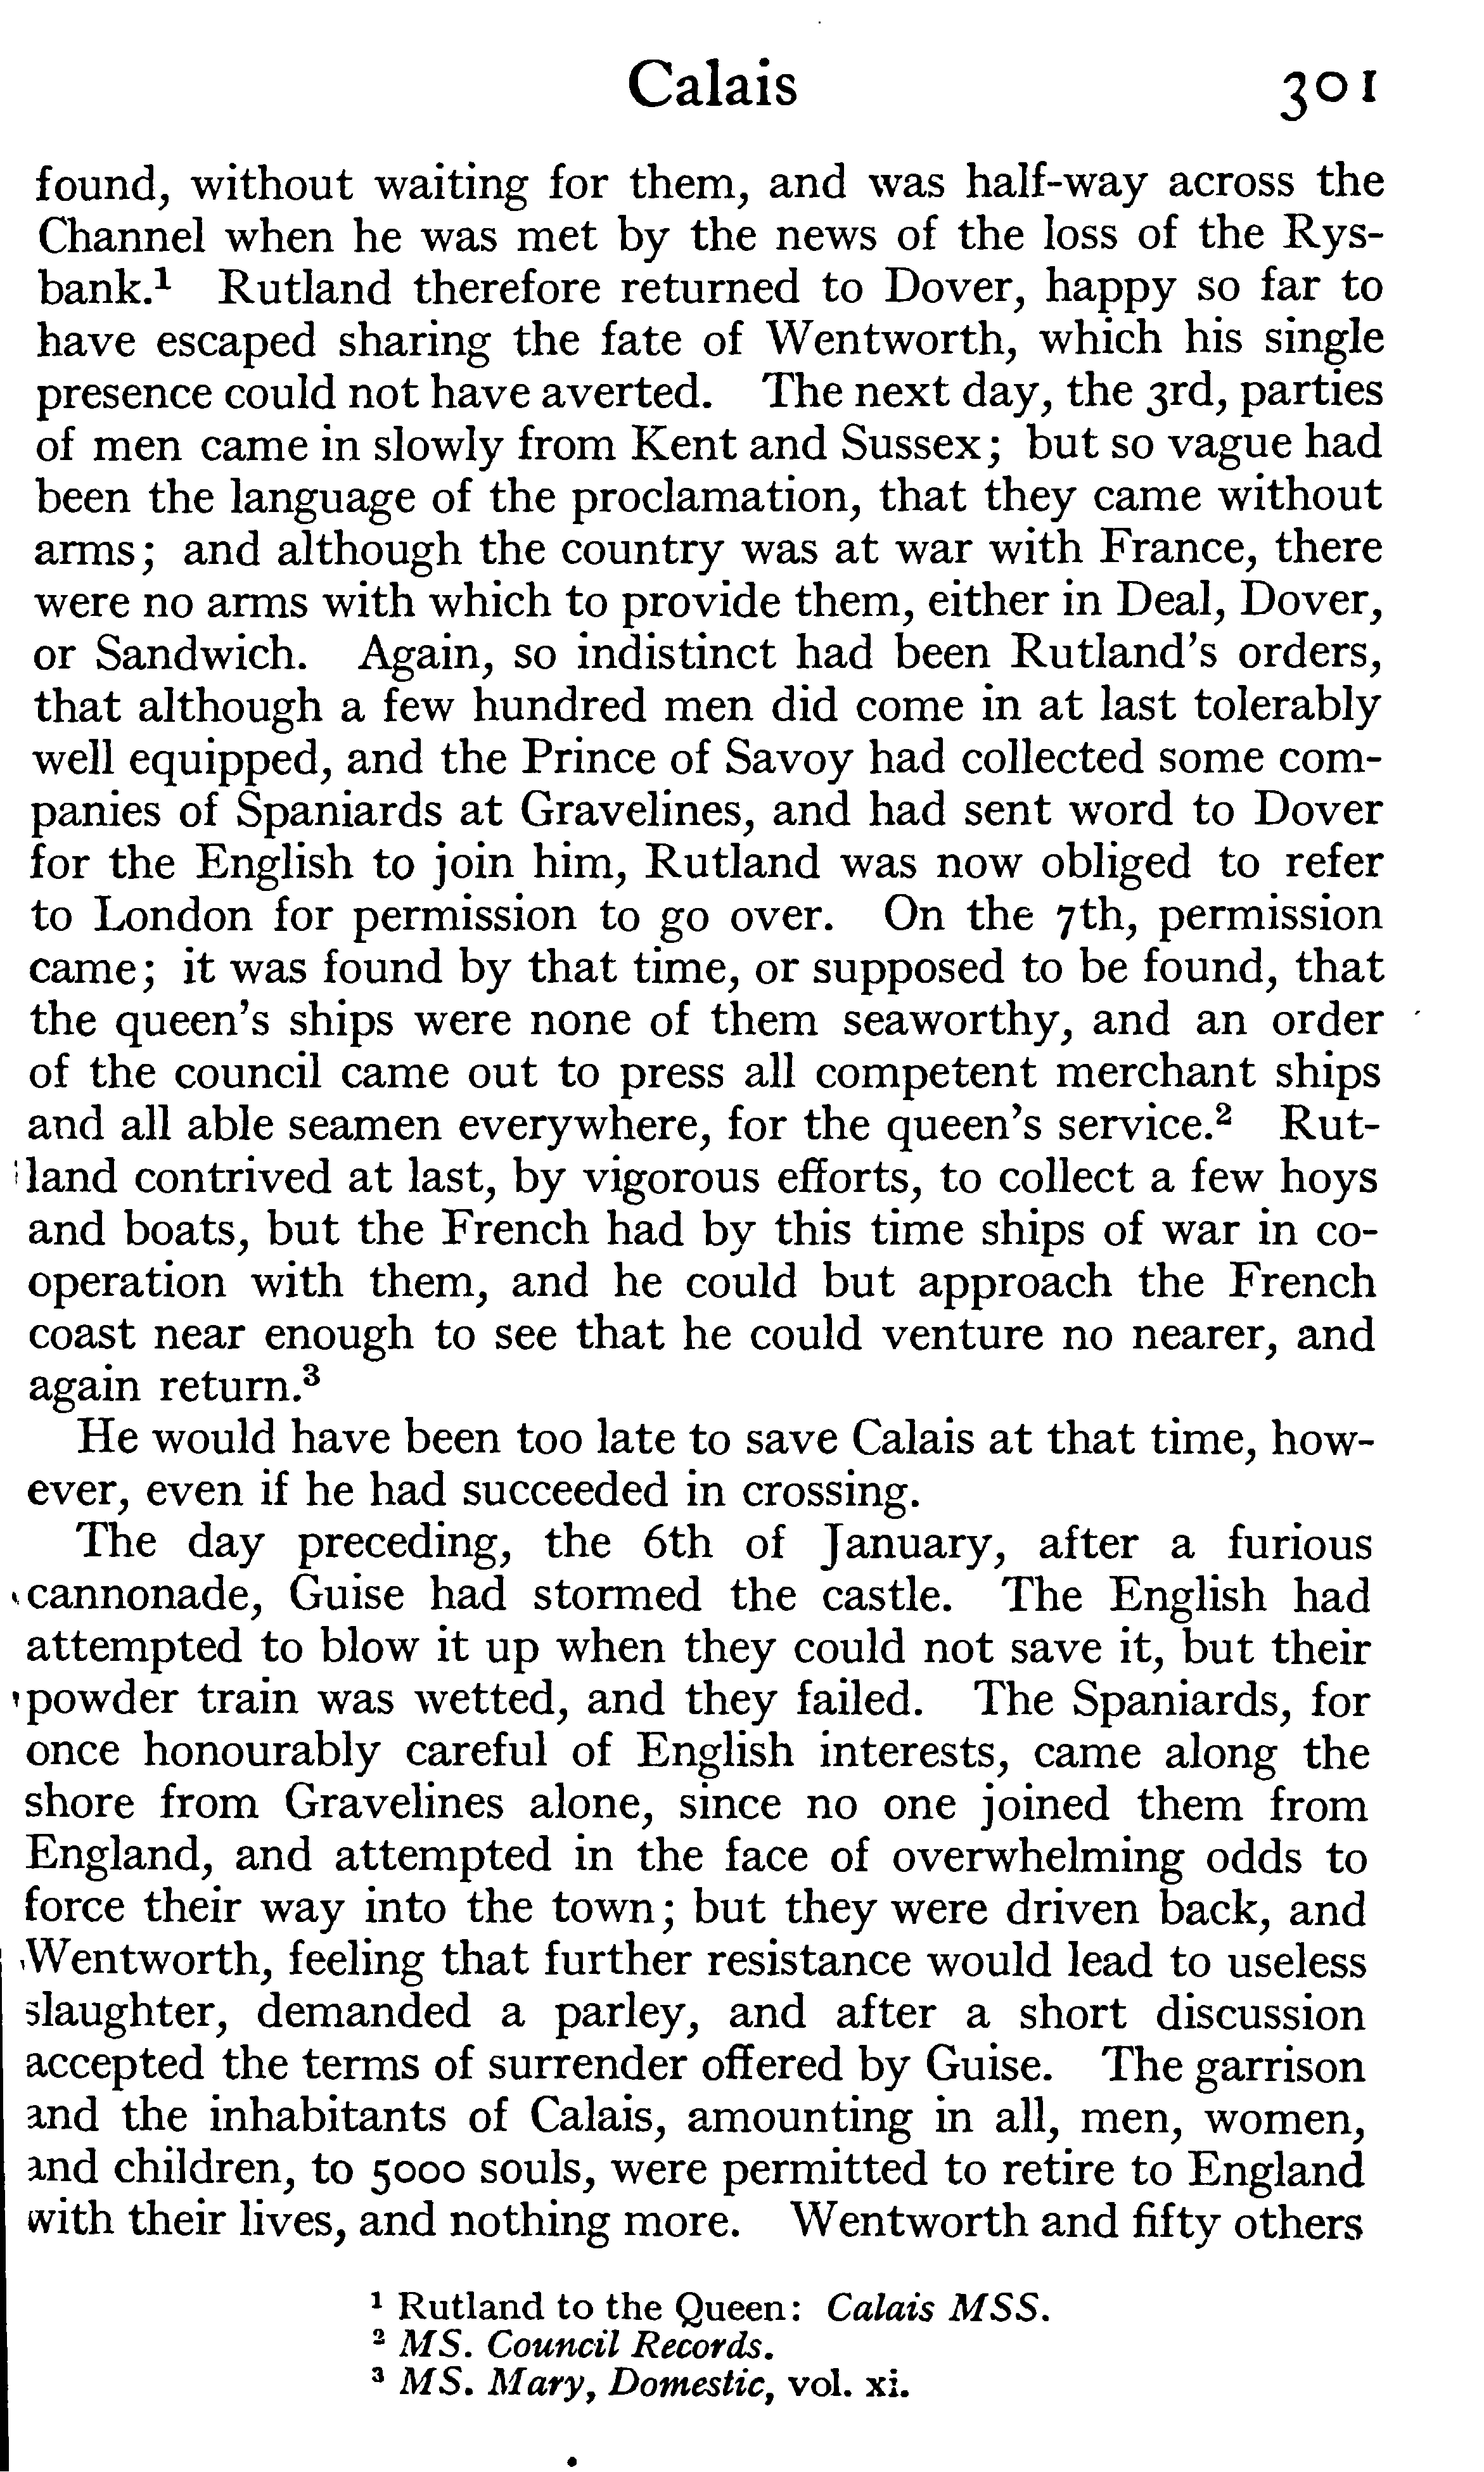 Calais 301
found, without waiting for them, and was half-way across the
Channel when he was met by the news of the loss of the Rys-
bank.¹ Rutland therefore returned to Dover, happy so far to
have escaped sharing the fate of Wentworth, which his single
presence could not have averted. The next day, the 3rd, parties
of men came in slowly from Kent and Sussex; but so vague had
been the language of the proclamation, that they came without
arms; and although the country was at war with France, there
were no arms with which to provide them, either in Deal, Dover,
or Sandwich. Again, so indistinct had been Rutland's orders,
that although a few hundred men did come in at last tolerably
well equipped, and the Prince of Savoy had collected some com-
panies of Spaniards at Gravelines, and had sent word to Dover
for the English to join him, Rutland was now obliged to refer
to London for permission to go over. On the 7th, permission
came; it was found by that time, or supposed to be found, that
the queen's ships were none of them seaworthy, and an order
of the council came out to press all competent merchant ships
and all able seamen everywhere, for the queen's service.² Rut-
land contrived at last, by vigorous efforts, to collect a few hoys
and boats, but the French had by this time ships of war in co-
operation with them, and he could but approach the French
coast near enough to see that he could venture no nearer, and
again return.³
He would have been too late to save Calais at that time, how-
ever, even if he had succeeded in crossing.
The day preceding, the 6th of January, after a furious
cannonade, Guise had stormed the castle. The English had
attempted to blow it up when they could not save it, but their
powder train was wetted, and they failed. The Spaniards, for
once honourably careful of English interests, came along the
shore from Gravelines alone, since no one joined them from
England, and attempted in the face of overwhelming odds to
force their way into the town; but they were driven back, and
Wentworth, feeling that further resistance would lead to useless
slaughter, demanded a parley, and after a short discussion
accepted the terms of surrender offered by Guise. The garrison
and the inhabitants of Calais, amounting in all, men, women,
and children, to 5000 souls, were permitted to retire to England
with their lives, and nothing more. Wentworth and fifty others
¹ Rutland to the Queen: Calais MSS.
² MS. Council Records.
³ MS. Mary, Domestic, vol. xi.